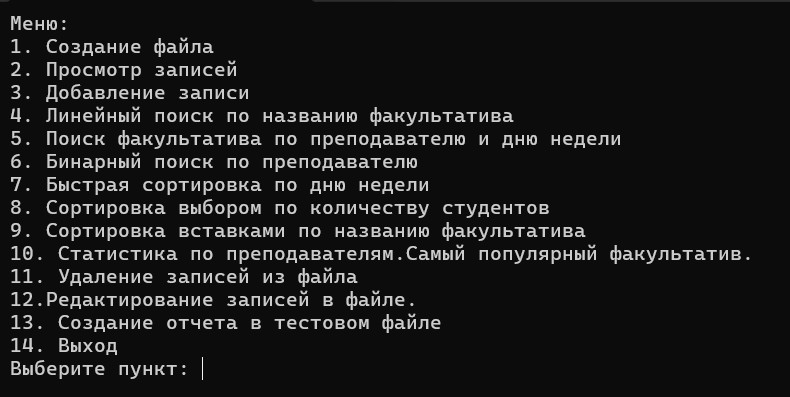 Меню:
1. Создание файла
2. Просмотр записей
3. Добавление записи
4. Линейный поиск по названию факультатива
5. Поиск факультатива по преподавателю и дню недели
6. Бинарный поиск по преподавателю
7. Быстрая сортировка по дню недели
8. Сортировка выбором по количеству студентов
9. Сортировка вставками по названию факультатива
10. Статистика по преподавателям.Самый популярный факультатив.
11. Удаление записей из файла
12.Редактирование записей в файле.
13. Создание отчета в тестовом файле
14. Выход
Выберите пункт: